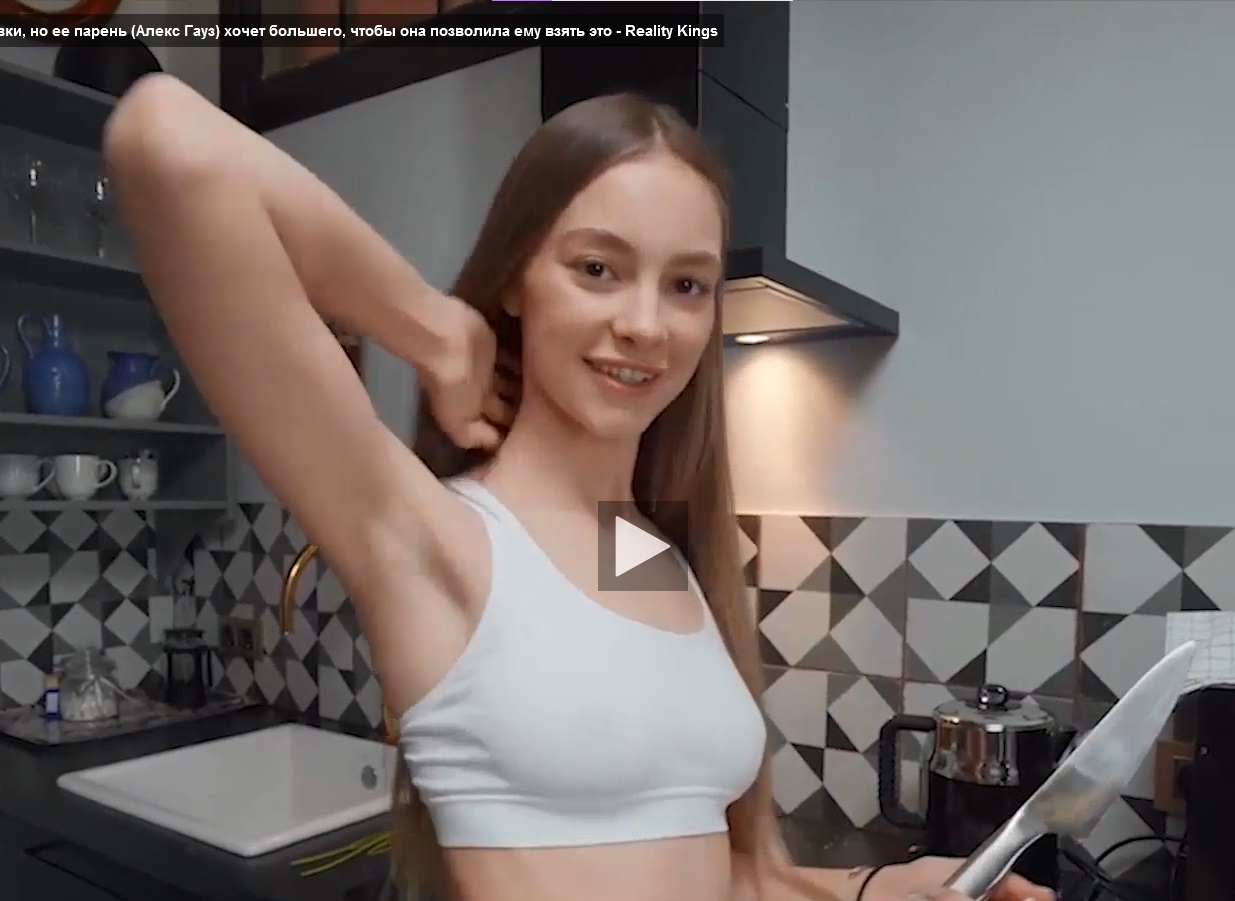 вки, но ее парень (Алекс Гауз) хочет большего, чтобы она позволила ему взять это - Reality Kings